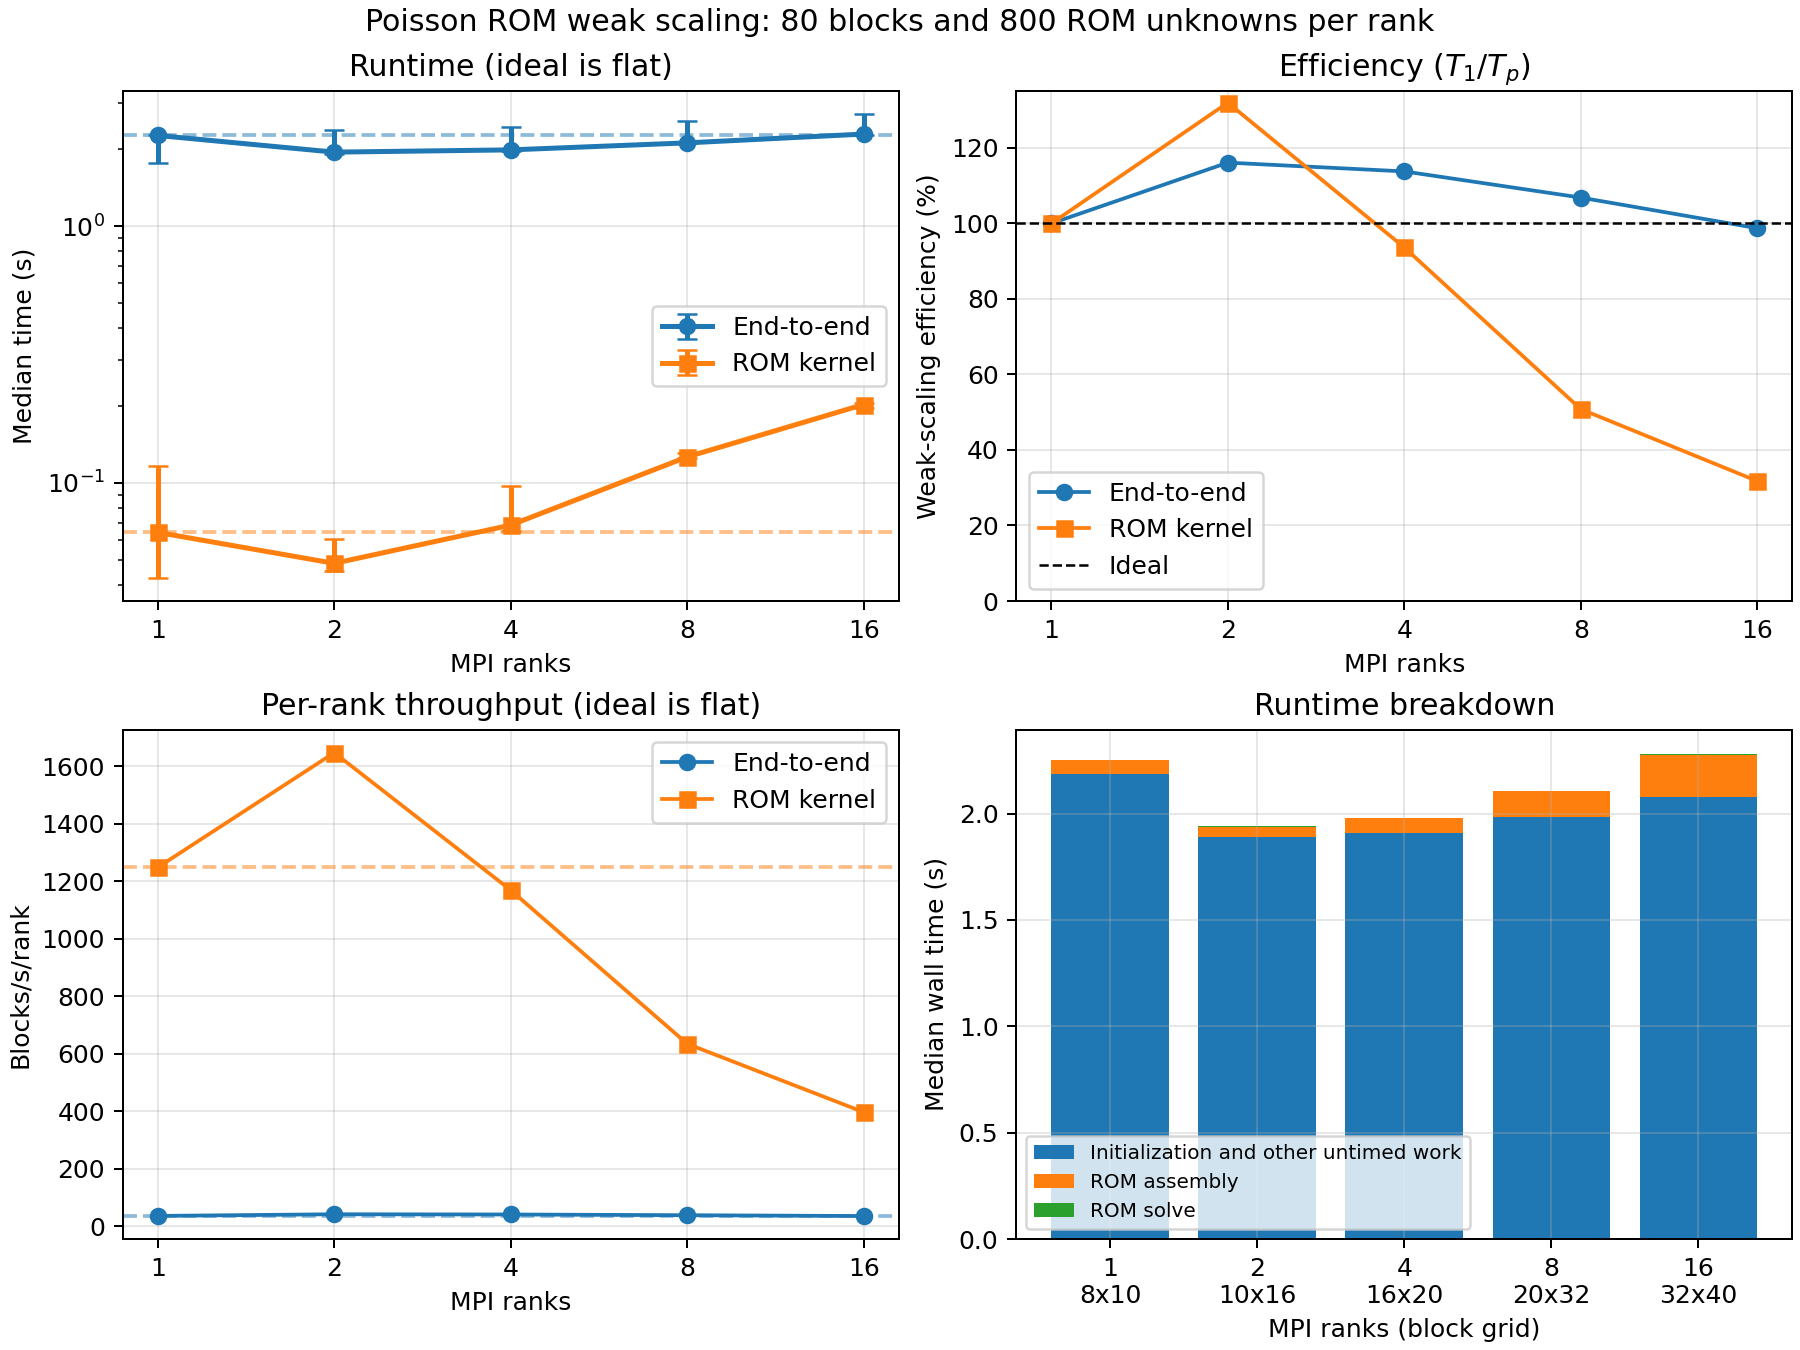 Poisson ROM weak scaling: 80 blocks and 800 ROM unknowns per rank
Runtime (ideal is flat)
Median time (s)
10⁰
10⁻¹
End-to-end
ROM kernel
1 2 4 8 16
MPI ranks
Efficiency (T₁/Tₚ)
Weak-scaling efficiency (%)
120
100
80
60
40
20
0
End-to-end
ROM kernel
Ideal
1 2 4 8 16
MPI ranks
Per-rank throughput (ideal is flat)
Blocks/s/rank
1600
1400
1200
1000
800
600
400
200
0
End-to-end
ROM kernel
1 2 4 8 16
MPI ranks
Runtime breakdown
Median wall time (s)
2.0
1.5
1.0
0.5
0.0
Initialization and other untimed work
ROM assembly
ROM solve
1 2 4 8 16
8x10 10x16 16x20 20x32 32x40
MPI ranks (block grid)